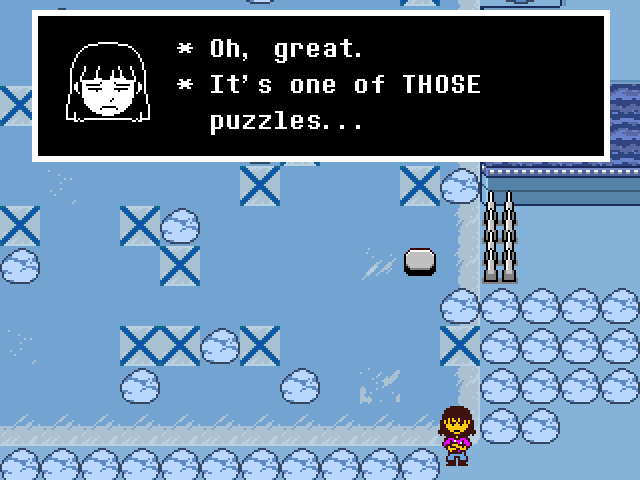 * Oh, great.
* It's one of THOSE
puzzles...